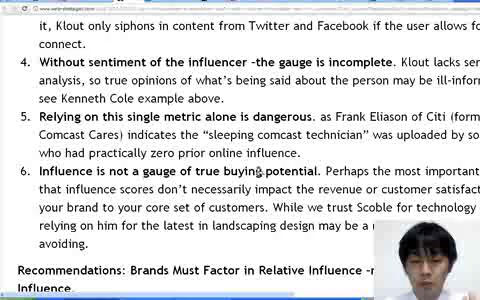 it, Klout only siphons in content from Twitter and Facebook if the user allows
connect.
4. Without sentiment of the influencer –the gauge is incomplete. Klout lacks
analysis, so true opinions of what's being said about the person may be
see Kenneth Cole example above.
5. Relying on this single metric alone is dangerous. as Frank Eliason of Citi
Comcast Cares) indicates the "sleeping comcast technician" was uploaded by
who had practically zero prior online influence.
6. Influence is not a gauge of true buying potential. Perhaps the most important
that influence scores don't necessarily impact the revenue or customer
your brand to your core set of customers. While we trust Scoble for technology
relying on him for the latest in landscaping design may be a
avoiding.
Recommendations: Brands Must Factor in Relative Influence
Influence.